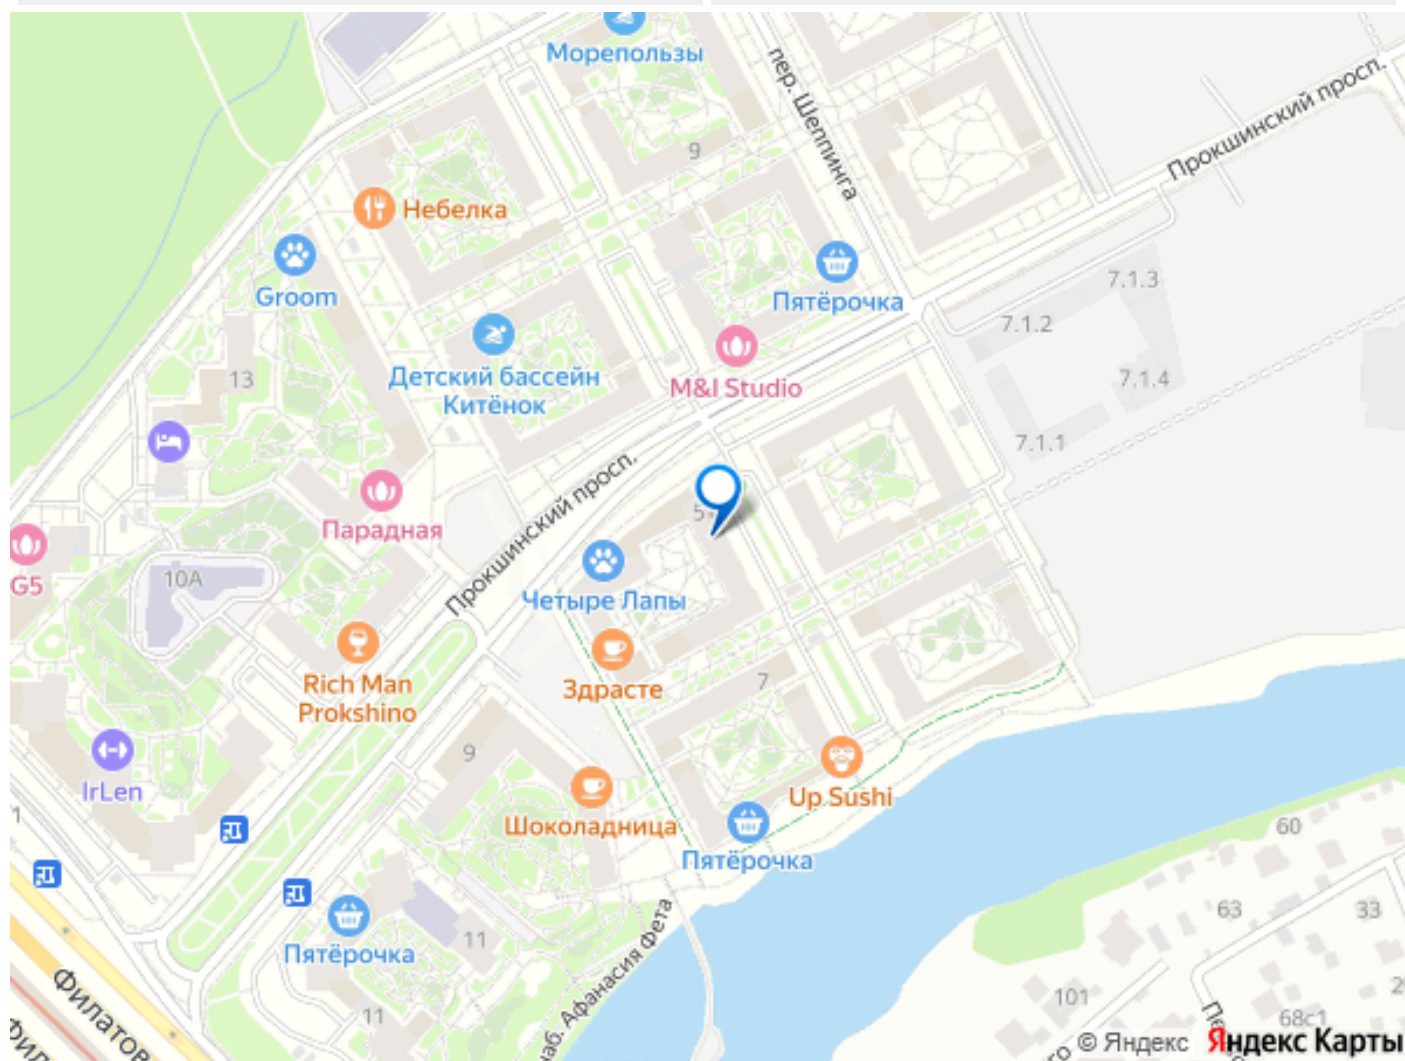 Морепользы
пер. Шеппинга
Прокшинский просп.
9
Небелка
Groom
Пятёрочка
7.1.3
7.1.2
M&I Studio
Детский бассейн
Китёнок
13
7.1.4
7.1.1
Прокшинский просп.
Парадная
5
G5
10А
Четыре Лапы
Здрасте
Rich Man
Prokshino
7
9
IrLen
Up Sushi
Шоколадница
1
Пятёрочка
60
63
33
Пятёрочка
11
наб. Афанасия Фета
11
101
68с1
© Яндекс Яндекс Карты